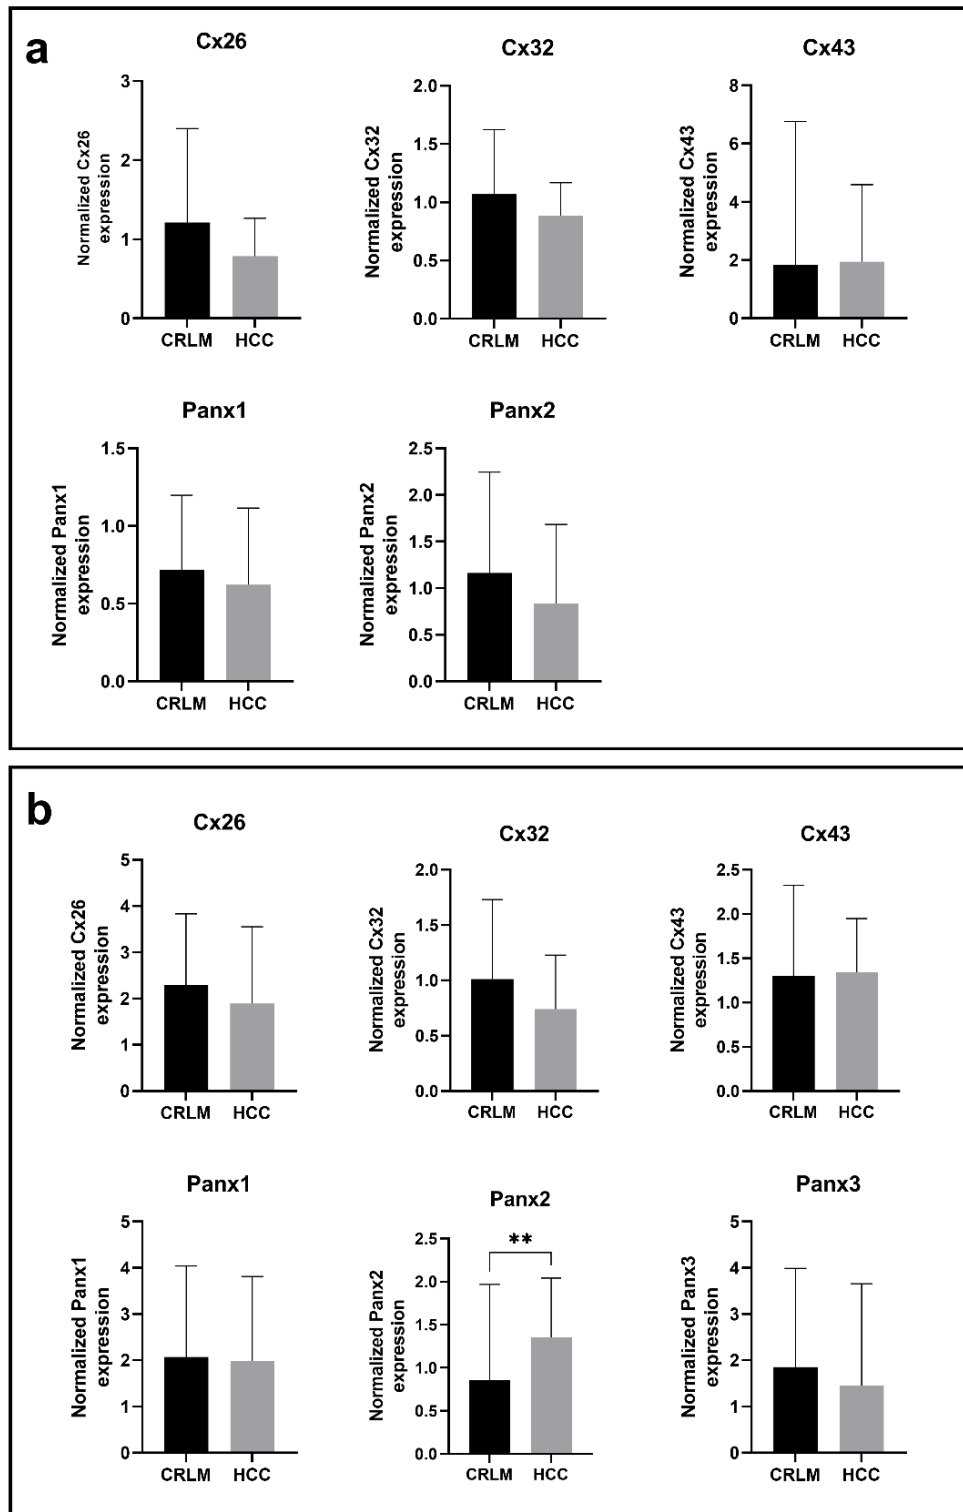 a
Cx26
Normalized Cx26
expression
3
2
1
0
CRLM HCC
Cx32
Normalized Cx32
expression
2.0
1.5
1.0
0.5
0.0
CRLM HCC
Cx43
Normalized Cx43
expression
8
6
4
2
0
CRLM HCC
Panx1
Normalized Panx1
expression
1.5
1.0
0.5
0.0
CRLM HCC
Panx2
Normalized Panx2
expression
2.5
2.0
1.5
1.0
0.5
0.0
CRLM HCC
b
Cx26
Normalized Cx26
expression
5
4
3
2
1
0
CRLM HCC
Cx32
Normalized Cx32
expression
2.0
1.5
1.0
0.5
0.0
CRLM HCC
Cx43
Normalized Cx43
expression
2.5
2.0
1.5
1.0
0.5
0.0
CRLM HCC
Panx1
Normalized Panx1
expression
5
4
3
2
1
0
CRLM HCC
Panx2
Normalized Panx2
expression
2.5
2.0
1.5
1.0
0.5
0.0
**
CRLM HCC
Panx3
Normalized Panx3
expression
5
4
3
2
1
0
CRLM HCC